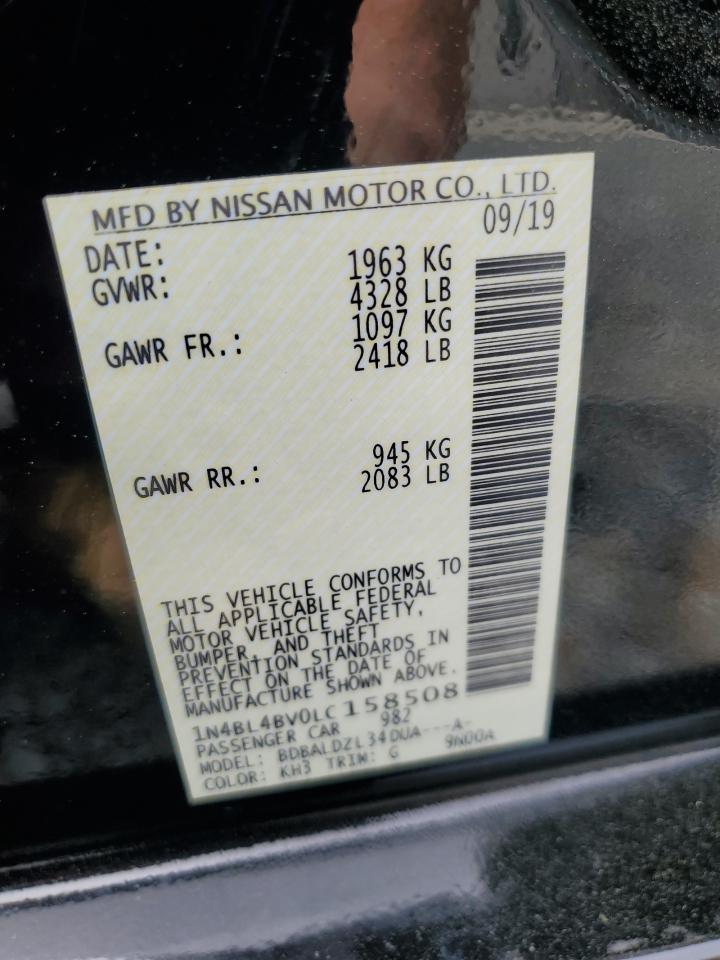 MFD BY NISSAN MOTOR CO., LTD.
DATE: 09/19
GVWR: 1963 KG
4328 LB
GAWR FR.: 1097 KG
2418 LB
GAWR RR.: 945 KG
2083 LB
THIS VEHICLE CONFORMS TO
ALL APPLICABLE FEDERAL
MOTOR VEHICLE SAFETY,
BUMPER, AND THEFT
PREVENTION STANDARDS IN
EFFECT ON THE DATE OF
MANUFACTURE SHOWN ABOVE.
1N4BL4BV0LC158508
PASSENGER CAR 982
MODEL: BDBALDZL34DUA---A-
COLOR: KH3 TRIM: G